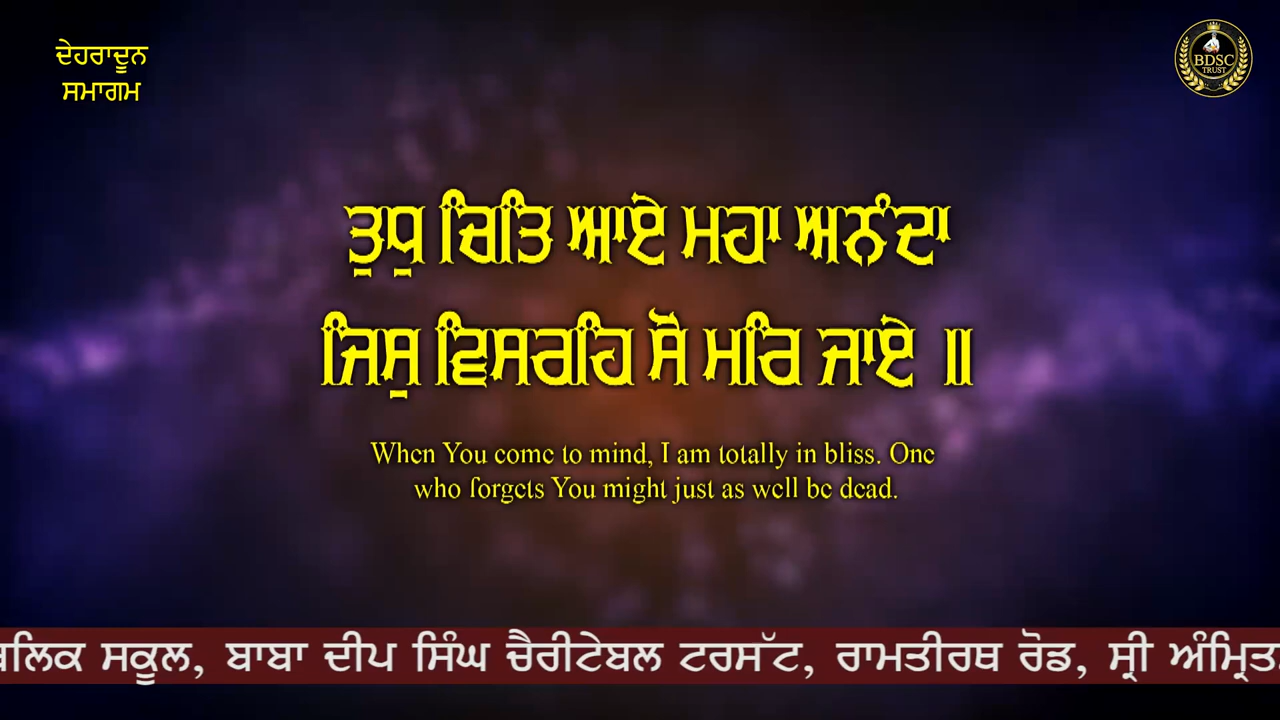 ਦੇਹਰਾਦੂਨ
ਸਮਾਗਮ
BDSC
TRUST
ਤੁਧੁ ਚਿਤਿ ਆਏ ਮਹਾ ਅਨੰਦਾ
ਜਿਸੁ ਵਿਸਰਹਿ ਸੋ ਮਰਿ ਜਾਏ ॥
When You come to mind, I am totally in bliss. One
who forgets You might just as well be dead.
ਸਕੂਲ, ਬਾਬਾ ਦੀਪ ਸਿੰਘ ਚੈਰੀਟੇਬਲ ਟਰਸੱਟ, ਰਾਮਤੀਰਥ ਰੋਡ, ਸ੍ਰੀ